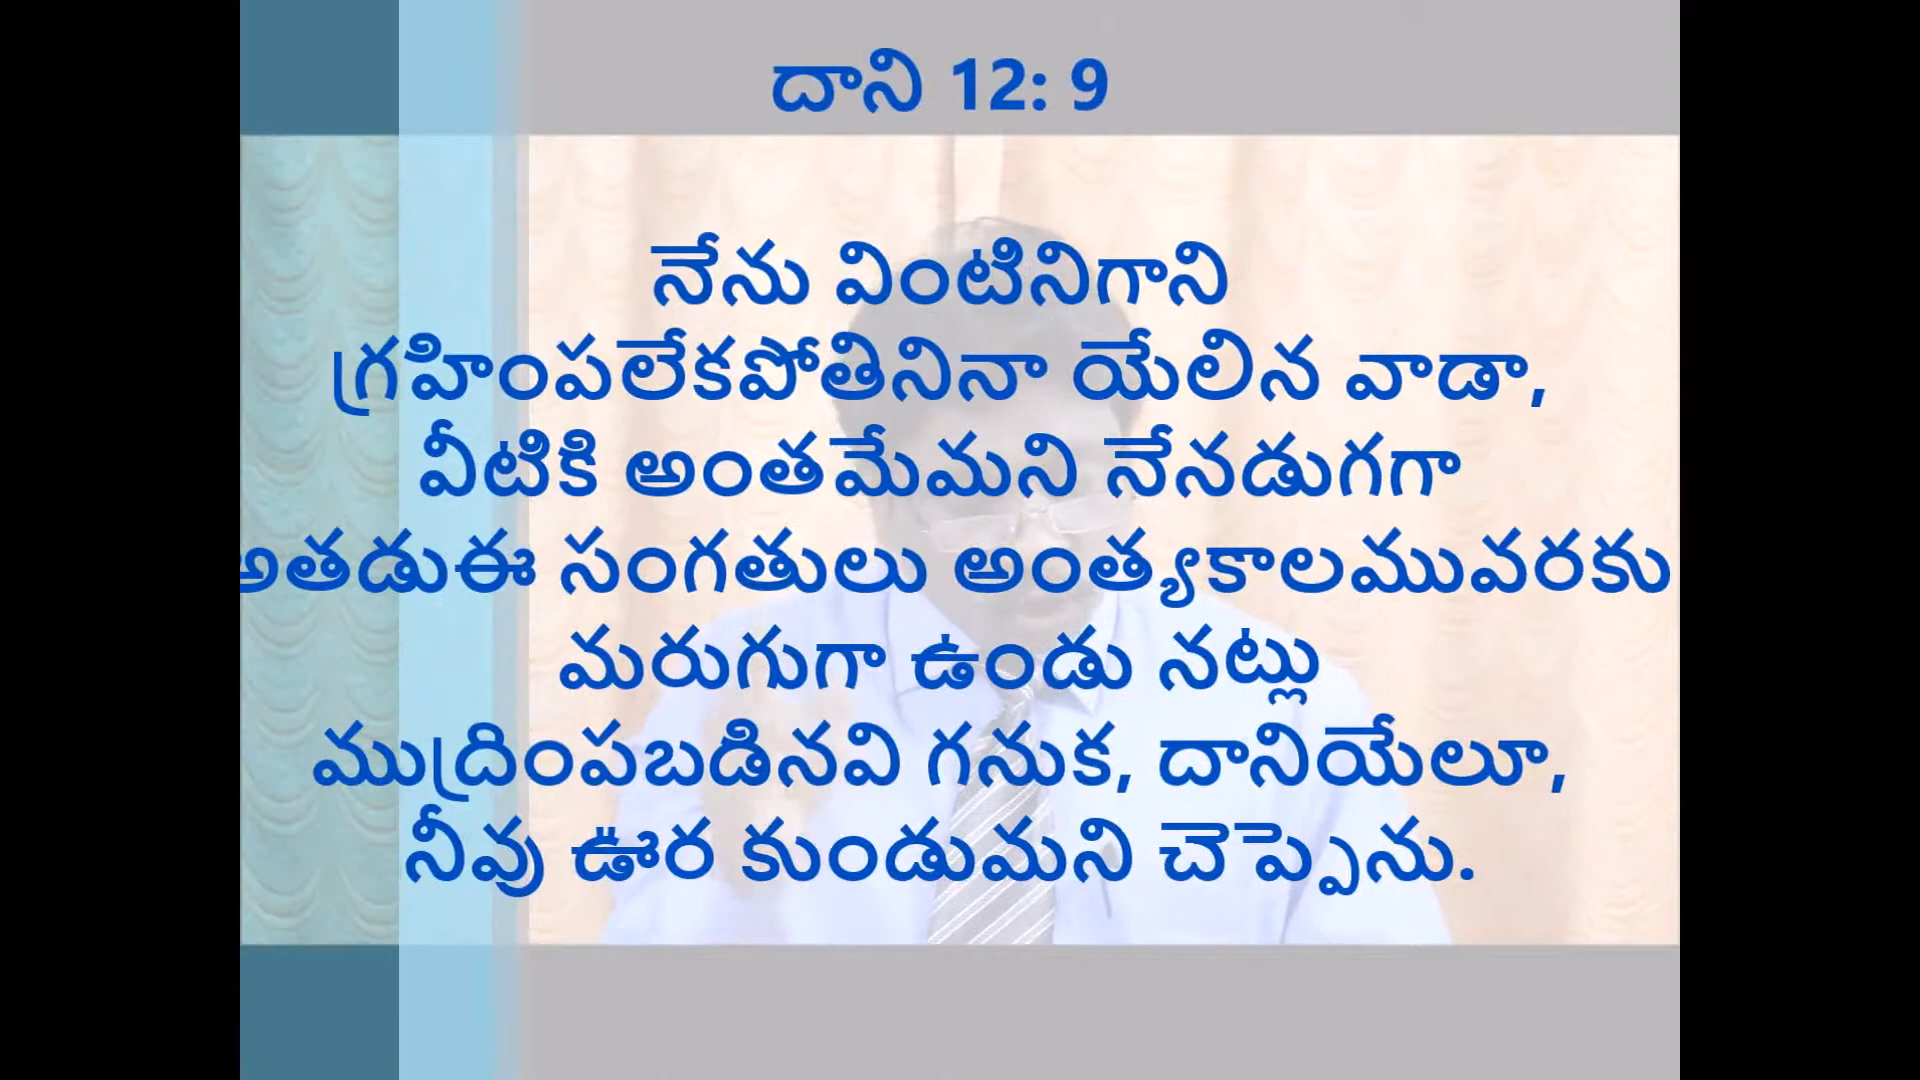 దాని 12: 9
నేను వింటినిగాని
గ్రహింపలేకపోతినినా యేలిన వాడా,
వీటికి అంతమేమని నేనడుగగా
అతడుఈ సంగతులు అంత్యకాలమువరకు
మరుగుగా ఉండు నట్లు
ముద్రింపబడినవి గనుక, దానియేలూ,
నీవు ఊర కుండుమని చెప్పెను.